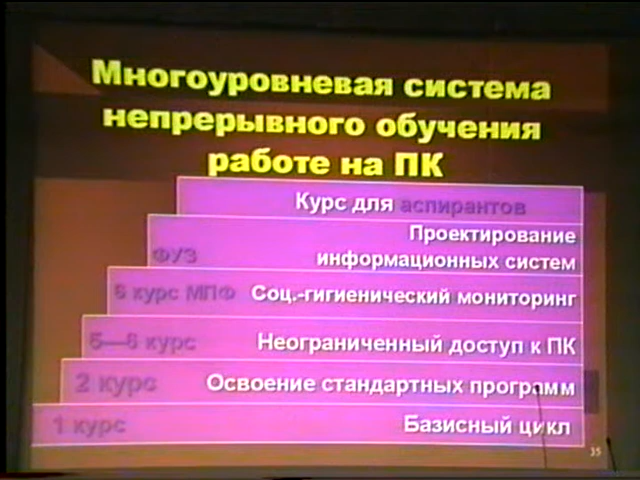 Многоуровневая система
непрерывного обучения
работе на ПК
Курс для аспирантов
Проектирование
ФУЗ информационных систем
6 курс МПФ Соц.-гигиенический мониторинг
5—6 курс Неограниченный доступ к ПК
2 курс Освоение стандартных программ
1 курс Базисный цикл
35